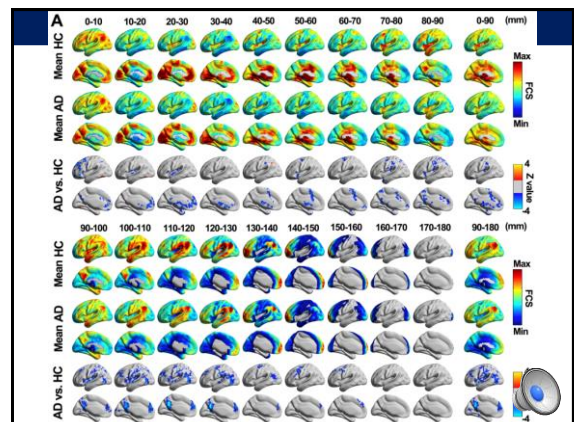 A 0-10 10-20 20-30 30-40 40-50 50-60 60-70 70-80 80-90 0-90 (mm)
Mean HC
Max
FCS
Min
Mean AD
AD vs. HC
4
Z value
-4
90-100 100-110 110-120 120-130 130-140 140-150 150-160 160-170 170-180 90-180 (mm)
Mean HC
Max
FCS
Min
Mean AD
AD vs. HC
-4